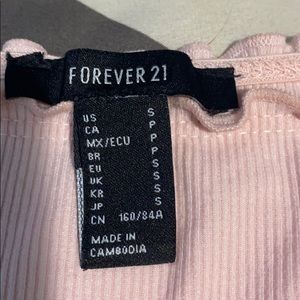 FOREVER 21
US S
CA P
MX/ECU P
BR P
EU S
UK S
KR S
JP S
CN 160/84A
MADE IN
CAMBODIA